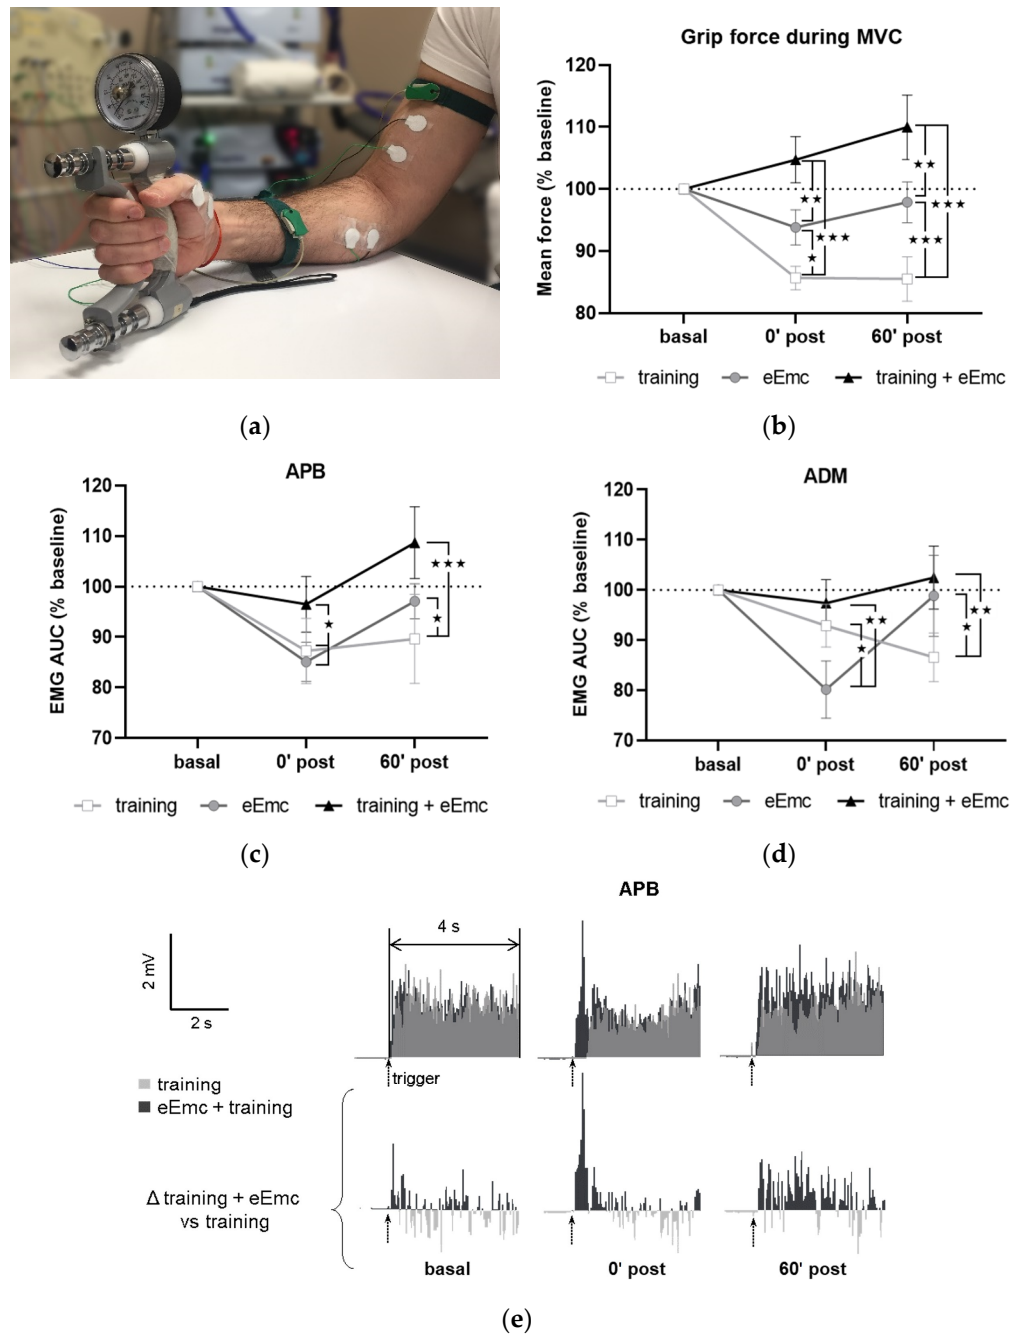 Grip force during MVC
Mean force (% baseline)
120
110
100
90
80
★★
★★★
★
★★
★★★
★★★
basal
0' post
60' post
training
eEmc
training + eEmc
(a)
(b)
APB
EMG AUC (% baseline)
120
110
100
90
80
70
★
★★★
★
basal
0' post
60' post
training
eEmc
training + eEmc
(c)
ADM
EMG AUC (% baseline)
120
110
100
90
80
70
★★
★
★★
★
basal
0' post
60' post
training
eEmc
training + eEmc
(d)
APB
4 s
2 mV
2 s
trigger
training
eEmc + training
Δ training + eEmc
vs training
basal
0' post
60' post
(e)